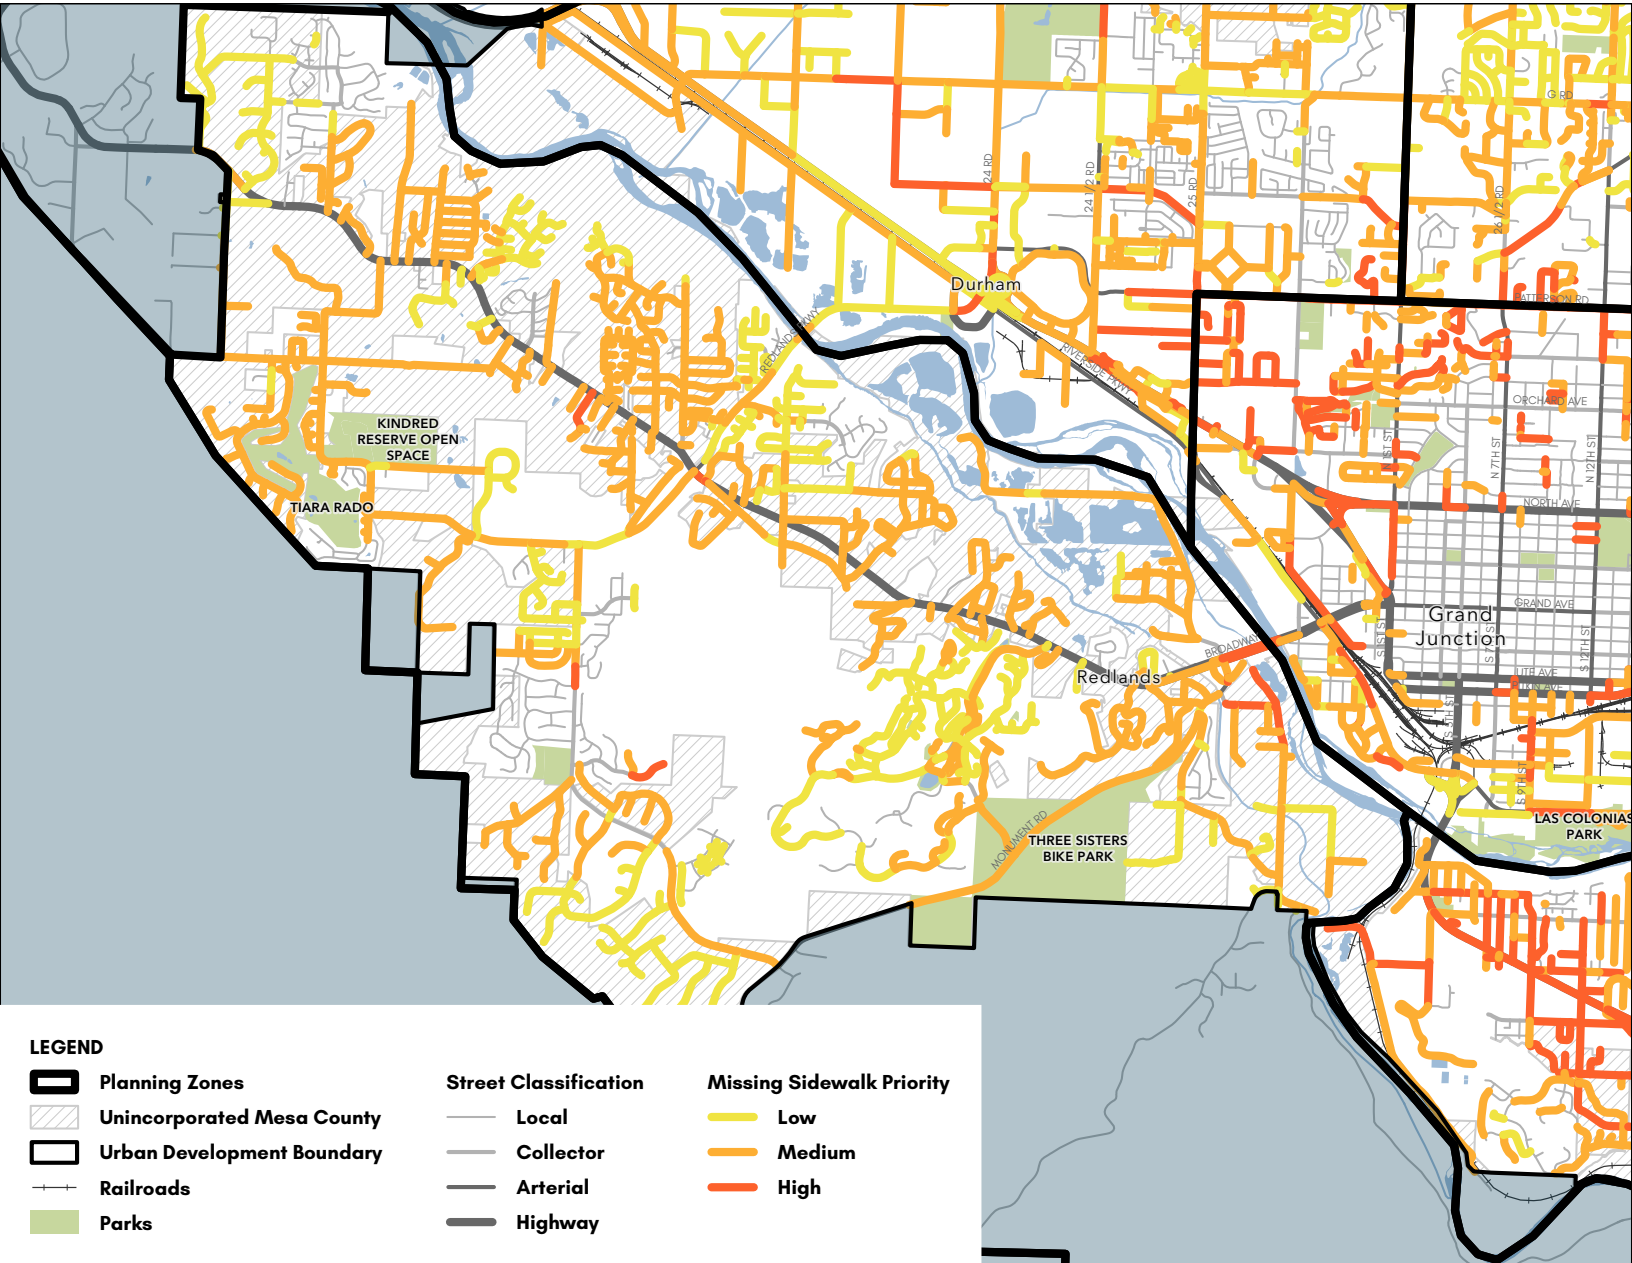 G RD
24 RD
24 1/2 RD
25 RD
26 1/2 RD
Durham
PATTERSON RD
REDLANDS PKWY
RIVERSIDE PKWY
ORCHARD AVE
KINDRED
RESERVE OPEN
SPACE
N 1ST ST
N 7TH ST
N 12TH ST
TIARA RADO
NORTH AVE
GRAND AVE
Grand
Junction
S 1ST ST
S 7TH ST
S 12TH ST
BROADWAY
Redlands
UTE AVE
PITKIN AVE
S 5TH ST
S 9TH ST
MONUMENT RD
THREE SISTERS
BIKE PARK
LAS COLONIAS
PARK
LEGEND
Planning Zones
Unincorporated Mesa County
Urban Development Boundary
Railroads
Parks
Street Classification
Local
Collector
Arterial
Highway
Missing Sidewalk Priority
Low
Medium
High